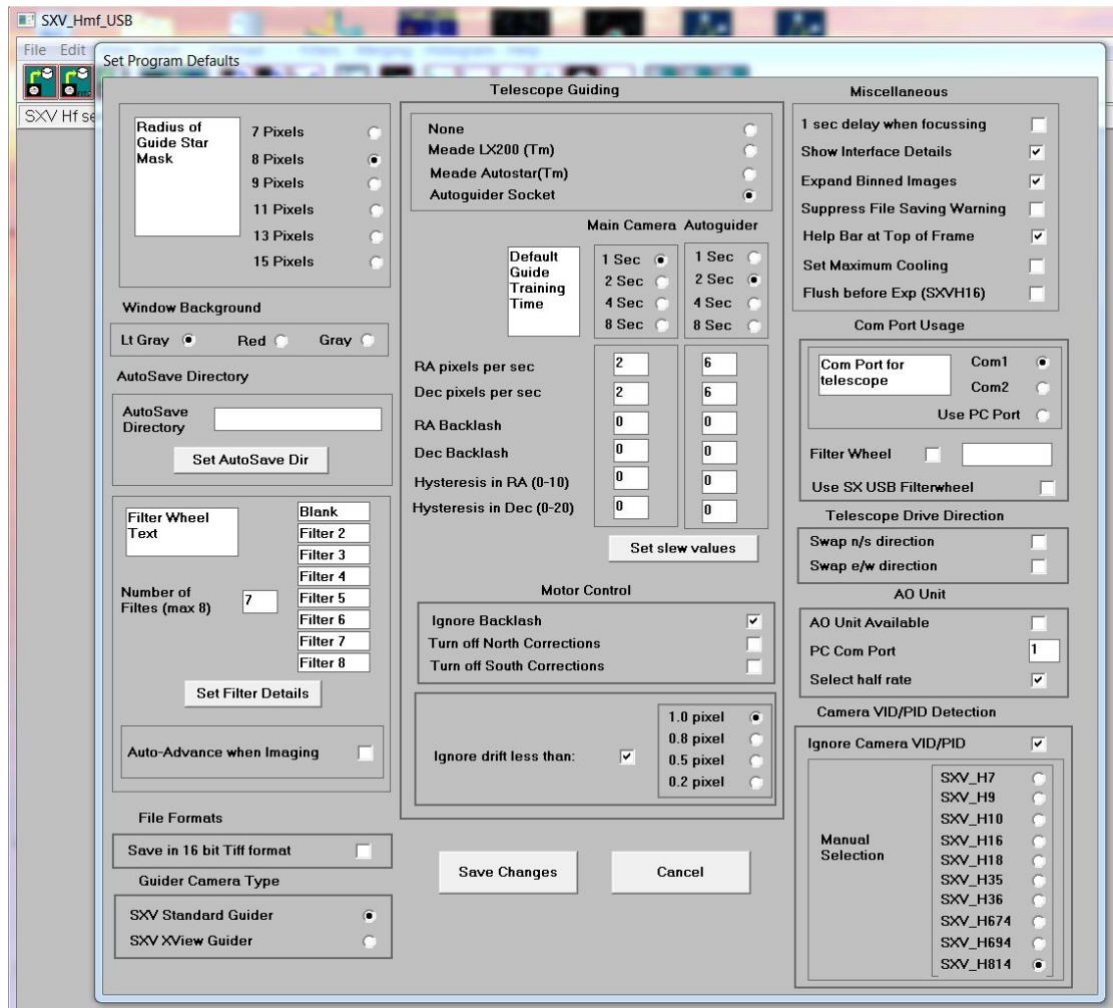 SXV_Hmf_USB
File Edit
Merging Histogram Help
SXV Hf se
Set Program Defaults
Radius of
Guide Star
Mask
7 Pixels
8 Pixels
9 Pixels
11 Pixels
13 Pixels
15 Pixels
Window Background
Lt Gray Red Gray
AutoSave Directory
AutoSave
Directory
Set AutoSave Dir
Filter Wheel
Text
Blank
Filter 2
Filter 3
Filter 4
Filter 5
Filter 6
Filter 7
Filter 8
Number of
Filtes (max 8)
7
Set Filter Details
Auto-Advance when Imaging
File Formats
Save in 16 bit Tiff format
Guider Camera Type
SXV Standard Guider
SXV XView Guider
Telescope Guiding
None
Meade LX200 (Tm)
Meade Autostar(Tm)
Autoguider Socket
Main Camera Autoguider
Default
Guide
Training
Time
1 Sec 1 Sec
2 Sec 2 Sec
4 Sec 4 Sec
8 Sec 8 Sec
RA pixels per sec 2 6
Dec pixels per sec 2 6
RA Backlash 0 0
Dec Backlash 0 0
Hysteresis in RA (0-10) 0 0
Hysteresis in Dec (0-20) 0 0
Set slew values
Motor Control
Ignore Backlash
Turn off North Corrections
Turn off South Corrections
Ignore drift less than:
1.0 pixel
0.8 pixel
0.5 pixel
0.2 pixel
Save Changes
Cancel
Miscellaneous
1 sec delay when focussing
Show Interface Details
Expand Binned Images
Suppress File Saving Warning
Help Bar at Top of Frame
Set Maximum Cooling
Flush before Exp (SXVH16)
Com Port Usage
Com Port for
telescope
Com1
Com2
Use PC Port
Filter Wheel
Use SX USB Filterwheel
Telescope Drive Direction
Swap n/s direction
Swap e/w direction
AO Unit
AO Unit Available
PC Com Port 1
Select half rate
Camera VID/PID Detection
Ignore Camera VID/PID
Manual
Selection
SXV_H7
SXV_H9
SXV_H10
SXV_H16
SXV_H18
SXV_H35
SXV_H36
SXV_H674
SXV_H694
SXV_H814